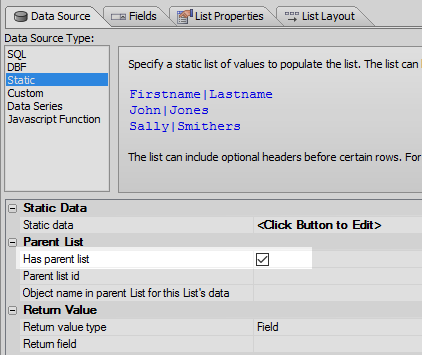 Data Source Fields List Properties List Layout
Data Source Type:
SQL
DBF
Static
Custom
Data Series
Javascript Function
Specify a static list of values to populate the list. The list can
Firstname|Lastname
John|Jones
Sally|Smithers
The list can include optional headers before certain rows. For
Static Data
Static data <Click Button to Edit>
Parent List
Has parent list
Parent list id
Object name in parent List for this List's data
Return Value
Return value type Field
Return field